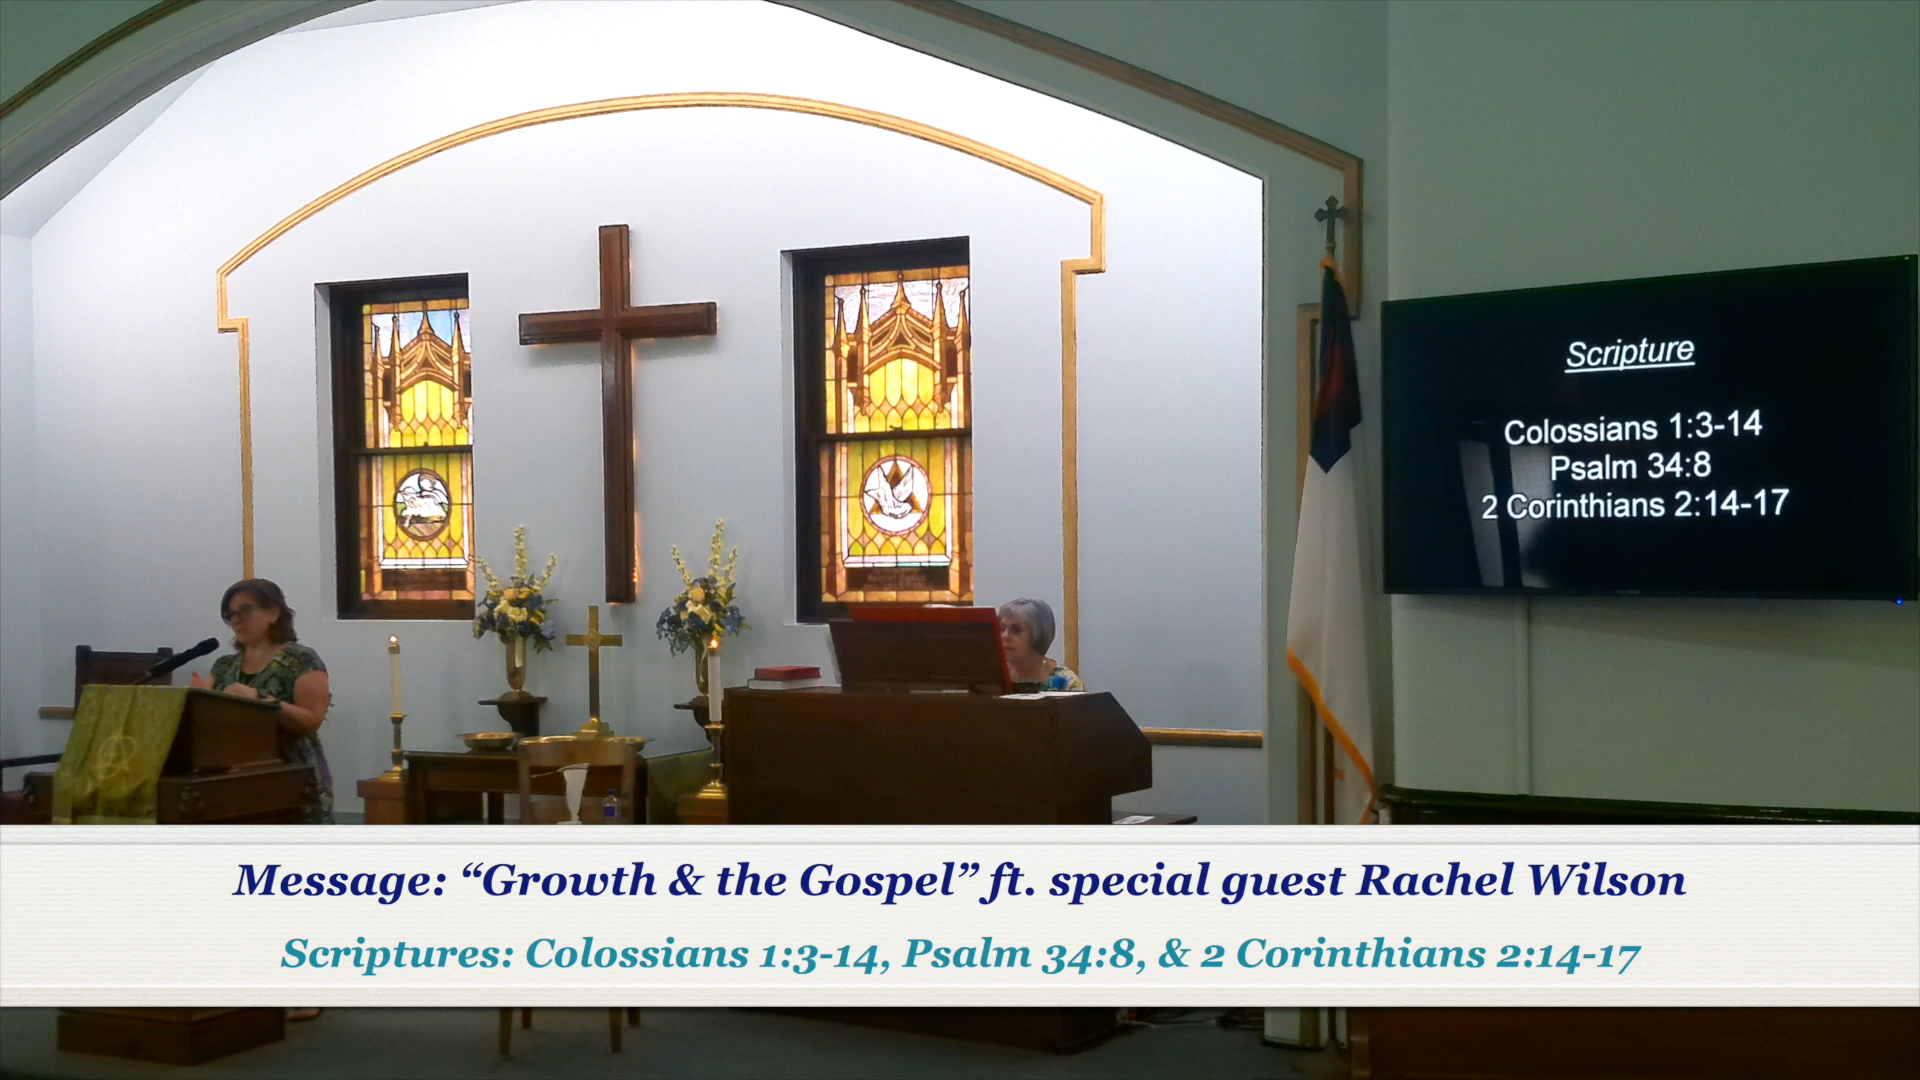 Scripture
Colossians 1:3-14
Psalm 34:8
2 Corinthians 2:14-17
Message: “Growth & the Gospel” ft. special guest Rachel Wilson
Scriptures: Colossians 1:3-14, Psalm 34:8, & 2 Corinthians 2:14-17